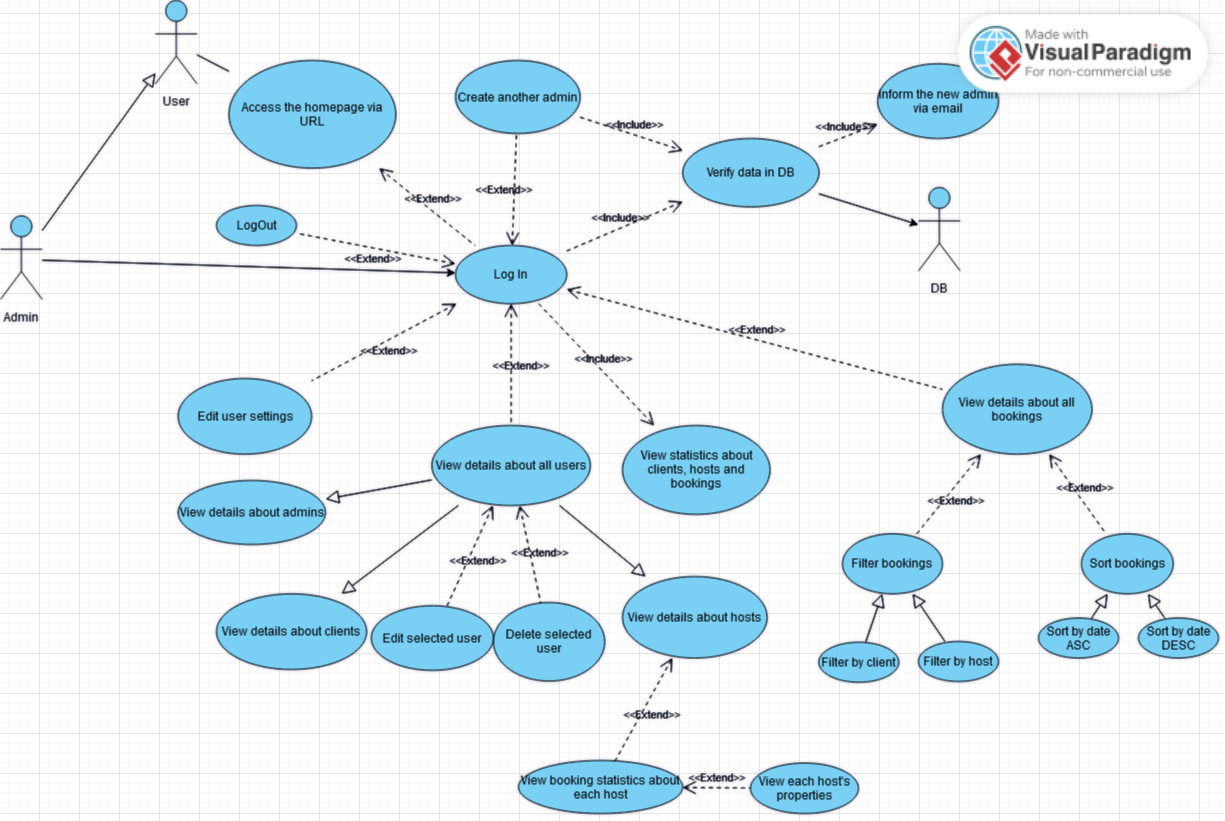 Made with
VisualParadigm
For non-commercial use
User
Access the homepage via
URL
Create another admin
Inform the new admin
via email
<<Include>>
<<Include>>
Verify data in DB
<<Extend>>
<<Extend>>
LogOut
<<Include>>
<<Extend>>
Log In
DB
Admin
<<Extend>>
<<Extend>>
<<Include>>
<<Extend>>
Edit user settings
View details about all
bookings
View details about all users
View statistics about
clients, hosts and
bookings
View details about admins
<<Extend>>
<<Extend>>
<<Extend>>
<<Extend>>
Filter bookings
Sort bookings
View details about clients
Edit selected user
Delete selected
user
View details about hosts
Sort by date
ASC
Sort by date
DESC
Filter by client
Filter by host
<<Extend>>
View booking statistics about
each host
<<Extend>>
View each host's
properties